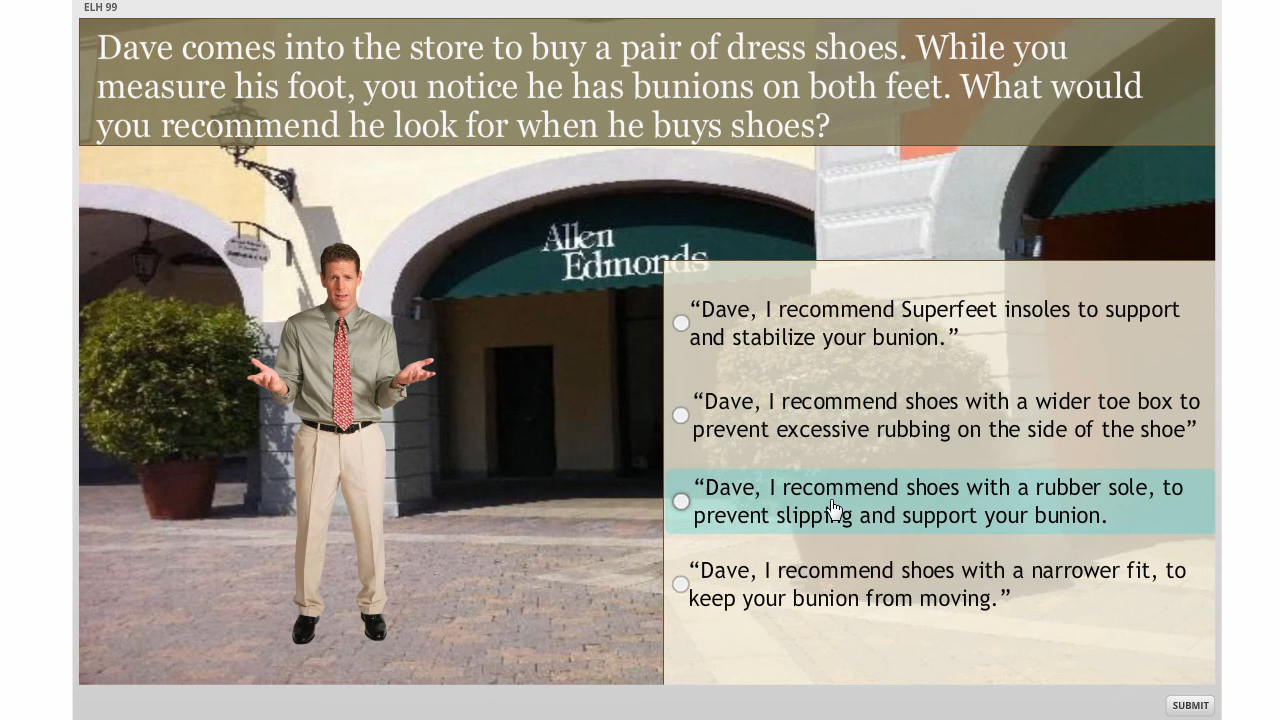 ELH 99
Dave comes into the store to buy a pair of dress shoes. While you
measure his foot, you notice he has bunions on both feet. What would
you recommend he look for when he buys shoes?
Allen
Edmonds
“Dave, I recommend Superfeet insoles to support
and stabilize your bunion.”
“Dave, I recommend shoes with a wider toe box to
prevent excessive rubbing on the side of the shoe”
“Dave, I recommend shoes with a rubber sole, to
prevent slipping and support your bunion.
“Dave, I recommend shoes with a narrower fit, to
keep your bunion from moving.”
SUBMIT